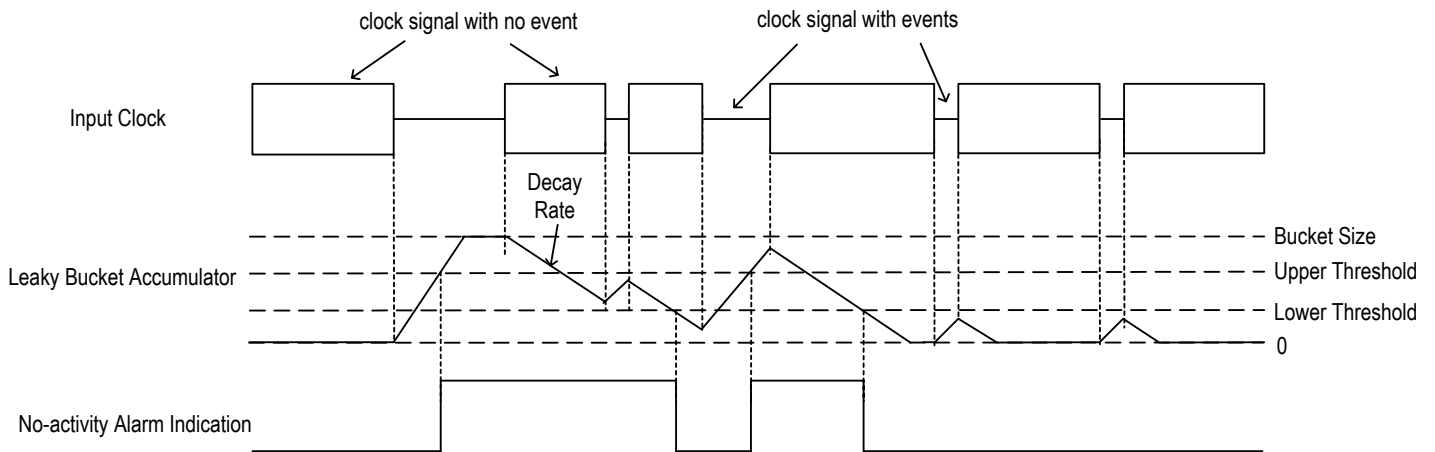 clock signal with no event
clock signal with events
Input Clock
Decay
Rate
Bucket Size
Leaky Bucket Accumulator
Upper Threshold
Lower Threshold
0
No-activity Alarm Indication